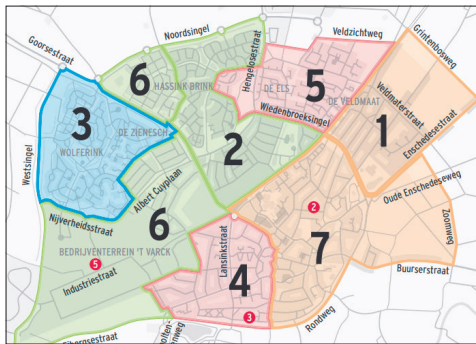 Goorsestraat
Noordsingel
Hengelosestraat
Veldzichtweg
Grintenbosweg
6
HASSINK BRINK
DE ELS
5
DE VELDMAAT
Veldmaterstraat
Enschedesestraat
1
3
WOLFERINK
DE ZIENESCH
Wiedenbroeksingel
2
Westsingel
Albert Cuyplaan
6
Nijverheidsstraat
BEDRIJVENTERREIN 'T VARCK
5
Industriestraat
Lansinkstraat
4
3
2
7
Oude Enschedeseweg
Zoomweg
Buurserstraat
Rondweg